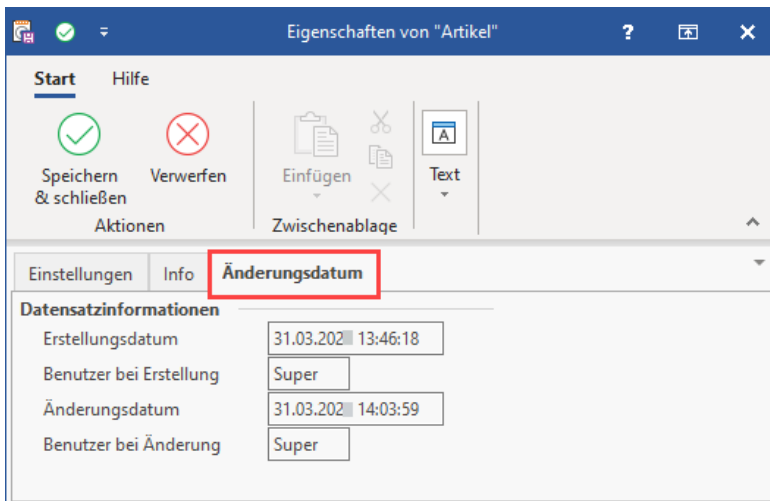 Eigenschaften von "Artikel"
?
Start Hilfe
Speichern & schließen
Verwerfen
Einfügen
A
Text
Aktionen
Zwischenablage
Einstellungen Info Änderungsdatum
Datensatzinformationen
Erstellungsdatum 31.03.202 13:46:18
Benutzer bei Erstellung Super
Änderungsdatum 31.03.202 14:03:59
Benutzer bei Änderung Super